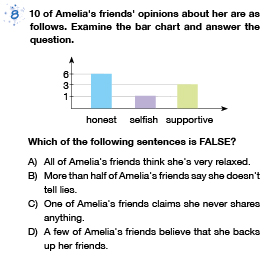 8 10 of Amelia's friends' opinions about her are as
follows. Examine the bar chart and answer the
question.
6
3
1
honest selfish supportive
Which of the following sentences is FALSE?
A) All of Amelia's friends think she's very relaxed.
B) More than half of Amelia's friends say she doesn't
tell lies.
C) One of Amelia's friends claims she never shares
anything.
D) A few of Amelia's friends believe that she backs
up her friends.